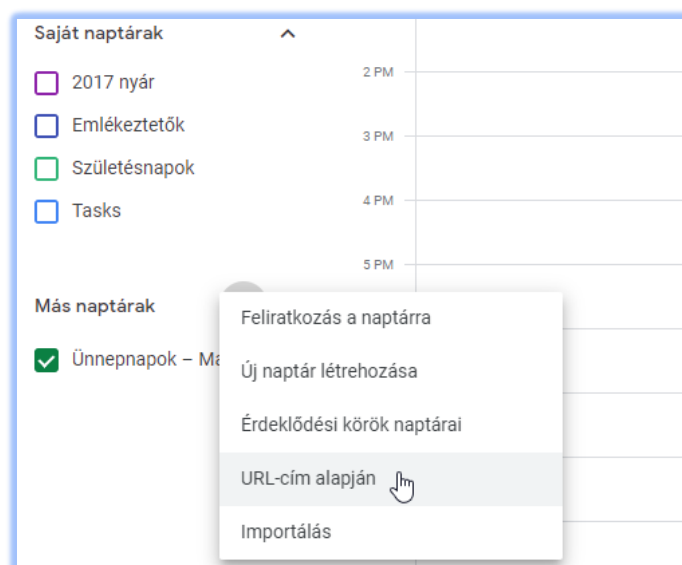 Saját naptárak
2017 nyár
Emlékeztetők
Születésnapok
Tasks
Más naptárak
Ünnepnapok –
2 PM
3 PM
4 PM
5 PM
Feliratkozás a naptárra
Új naptár létrehozása
Érdeklődési körök naptárai
URL-cím alapján
Importálás